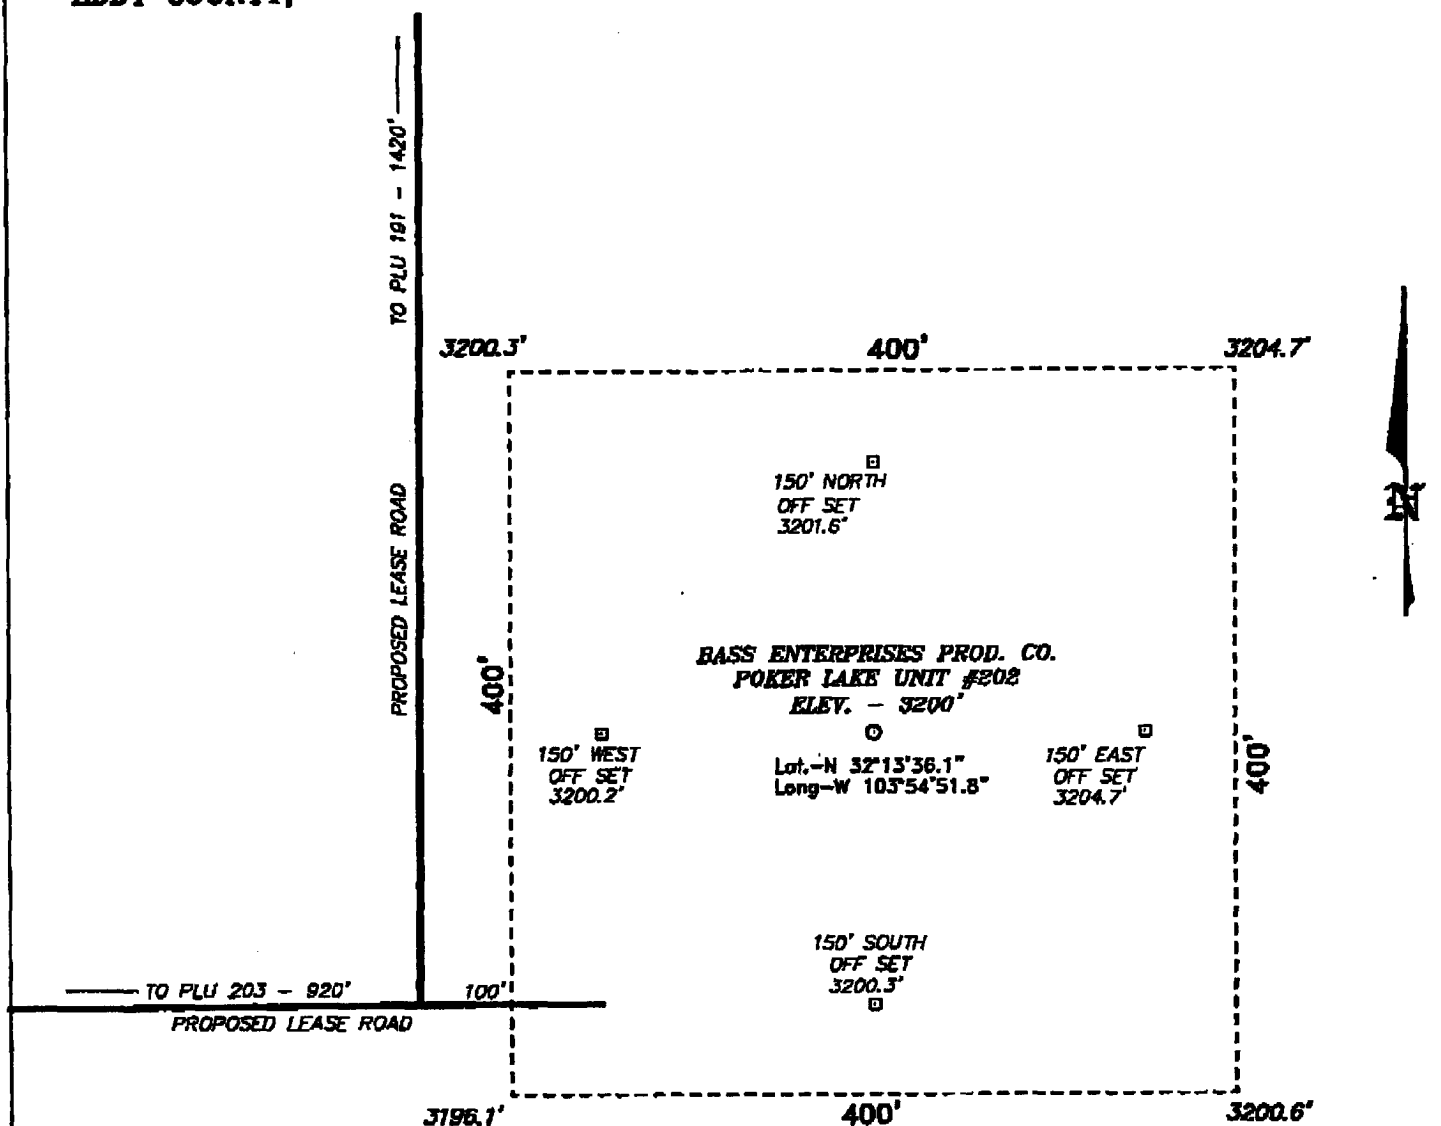 TO PLU 191 - 1420'
PROPOSED LEASE ROAD
3200.3'
400'
3204.7'
150' NORTH
OFF SET
3201.6'
N
BASS ENTERPRISES PROD. CO.
POKER LAKE UNIT #202
ELEV. - 3200'
400'
150' WEST
OFF SET
3200.2'
Lat.-N 32°13'36.1"
Long-W 103°54'51.8"
150' EAST
OFF SET
3204.7'
400'
150' SOUTH
OFF SET
3200.3'
TO PLU 203 - 920'
100'
PROPOSED LEASE ROAD
3196.1'
400'
3200.6'